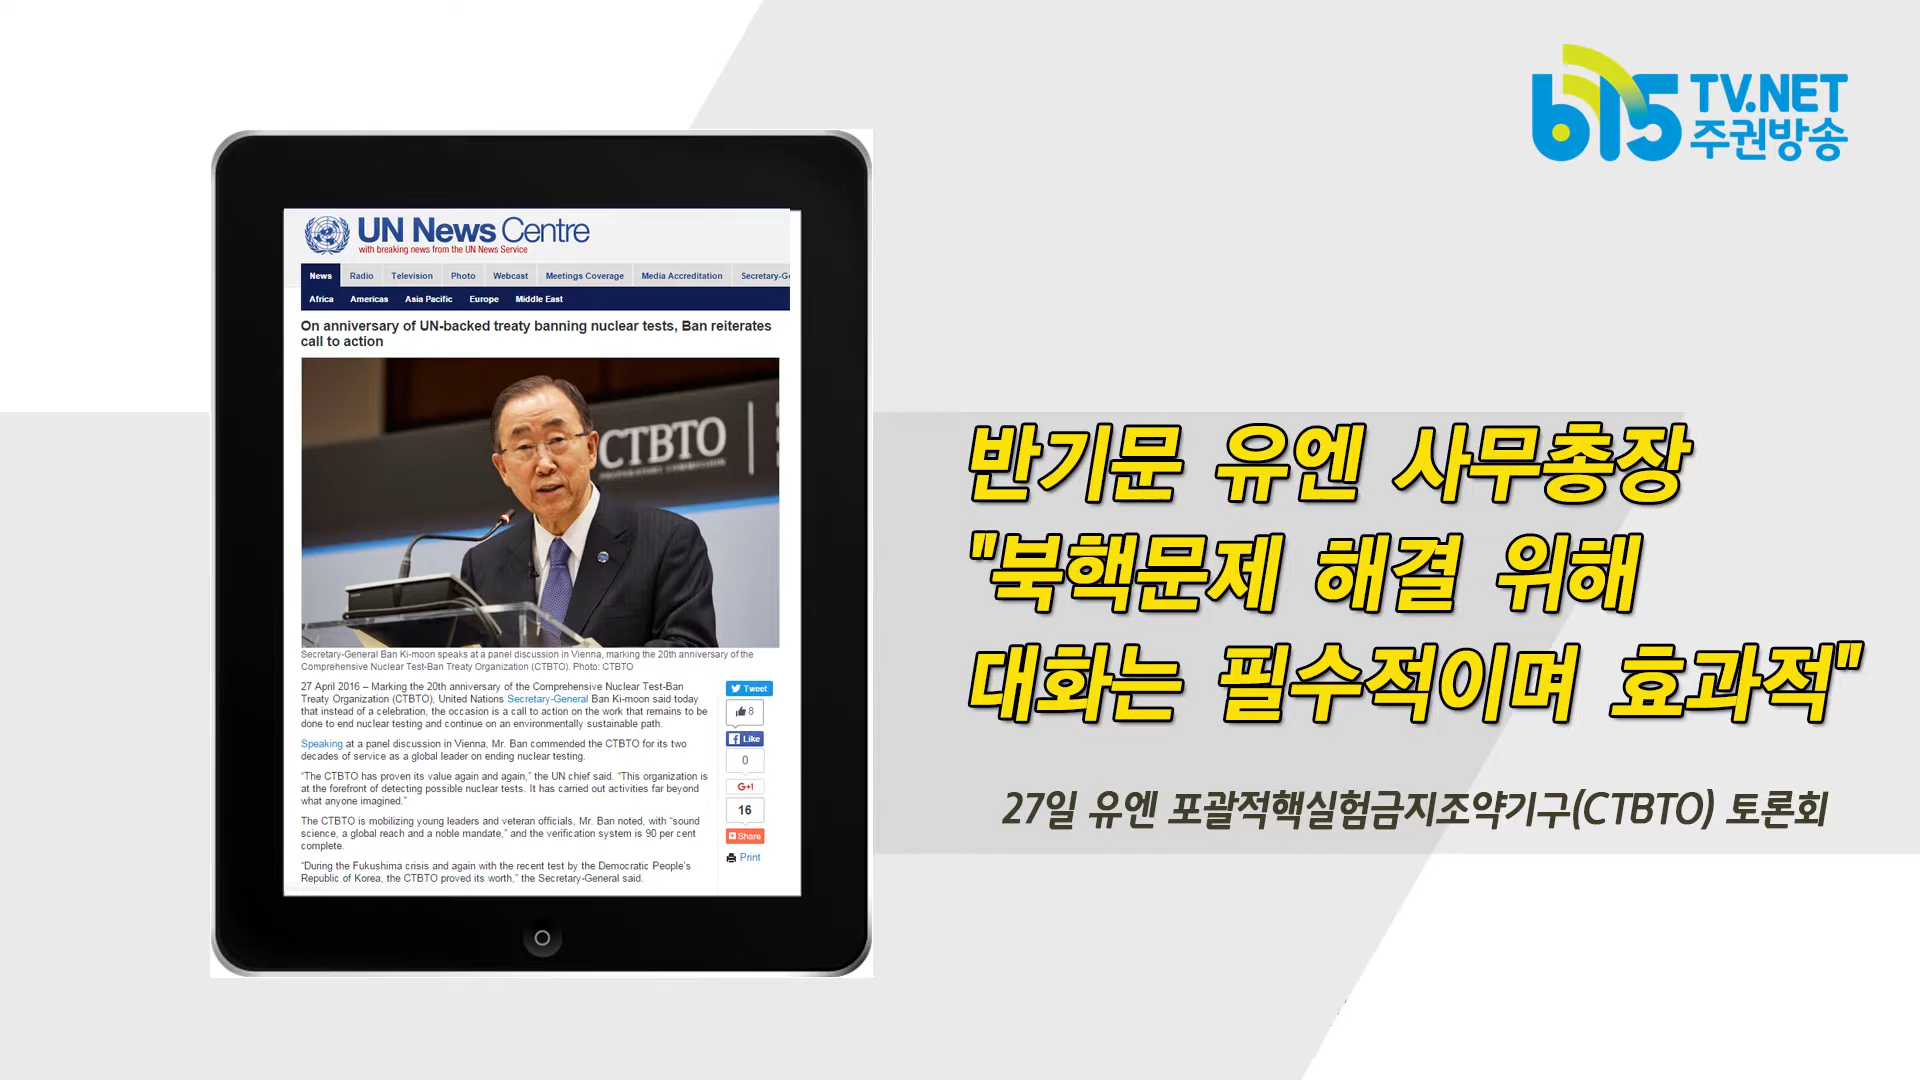 615 TV.NET
주권방송
UN News Centre
with breaking news from the UN News Service
News Radio Television Photo Webcast Meetings Coverage Media Accreditation Secretary-Ge
Africa Americas Asia Pacific Europe Middle East
On anniversary of UN-backed treaty banning nuclear tests, Ban reiterates
call to action
CTBTO
Secretary-General Ban Ki-moon speaks at a panel discussion in Vienna, marking the 20th anniversary of the
Comprehensive Nuclear Test-Ban Treaty Organization (CTBTO). Photo: CTBTO
27 April 2016 – Marking the 20th anniversary of the Comprehensive Nuclear Test-Ban
Treaty Organization (CTBTO), United Nations Secretary-General Ban Ki-moon said today
that instead of a celebration, the occasion is a call to action on the work that remains to be
done to end nuclear testing and continue on an environmentally sustainable path.
Speaking at a panel discussion in Vienna, Mr. Ban commended the CTBTO for its two
decades of service as a global leader on ending nuclear testing.
“The CTBTO has proven its value again and again,” the UN chief said. “This organization is
at the forefront of detecting possible nuclear tests. It has carried out activities far beyond
what anyone imagined.”
The CTBTO is mobilizing young leaders and veteran officials, Mr. Ban noted, with “sound
science, a global reach and a noble mandate,” and the verification system is 90 per cent
complete.
“During the Fukushima crisis and again with the recent test by the Democratic People’s
Republic of Korea, the CTBTO proved its worth,” the Secretary-General said.
Tweet
8
Like
0
G+1
16
Share
Print
반기문 유엔 사무총장
"북핵문제 해결 위해
대화는 필수적이며 효과적"
27일 유엔 포괄적핵실험금지조약기구(CTBTO) 토론회